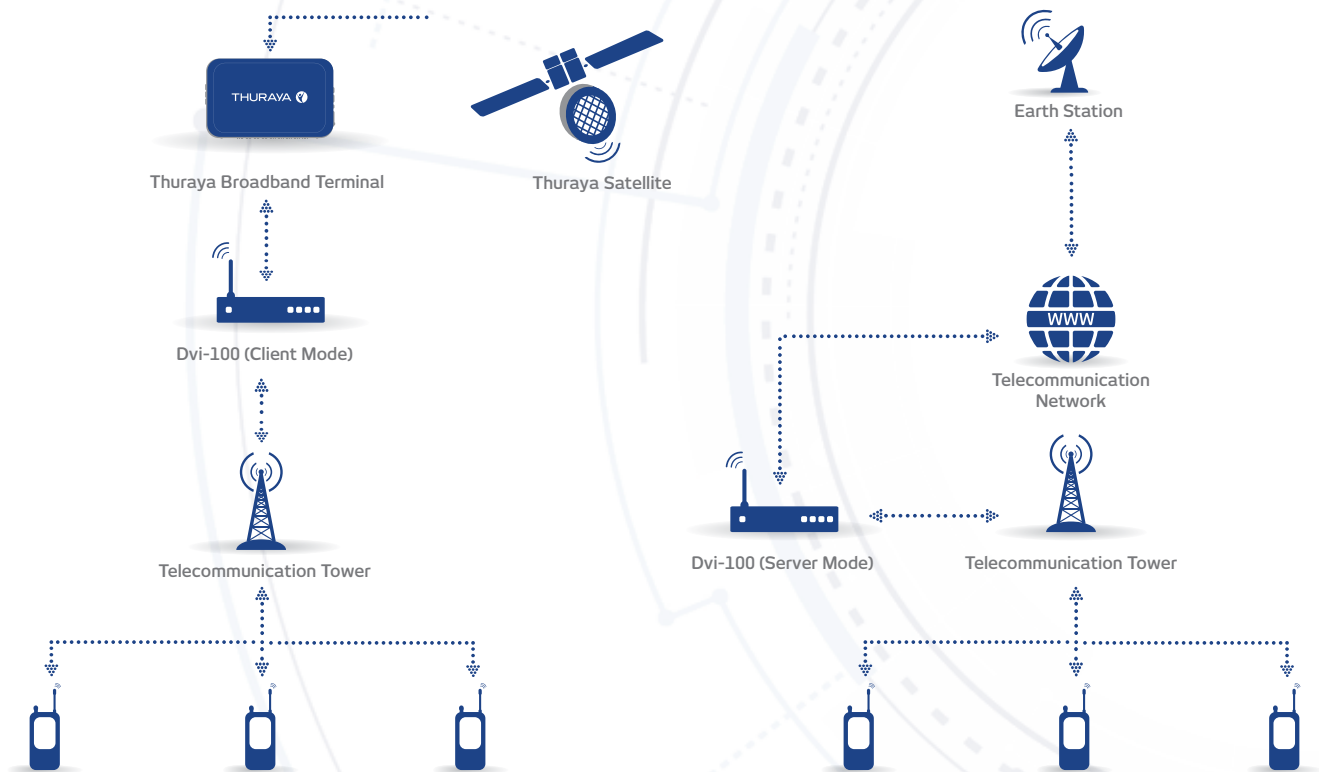 THURAYA
Earth Station
Thuraya Broadband Terminal
Thuraya Satellite
WWW
Dvi-100 (Client Mode)
Telecommunication
Network
Dvi-100 (Server Mode)
Telecommunication Tower
Telecommunication Tower